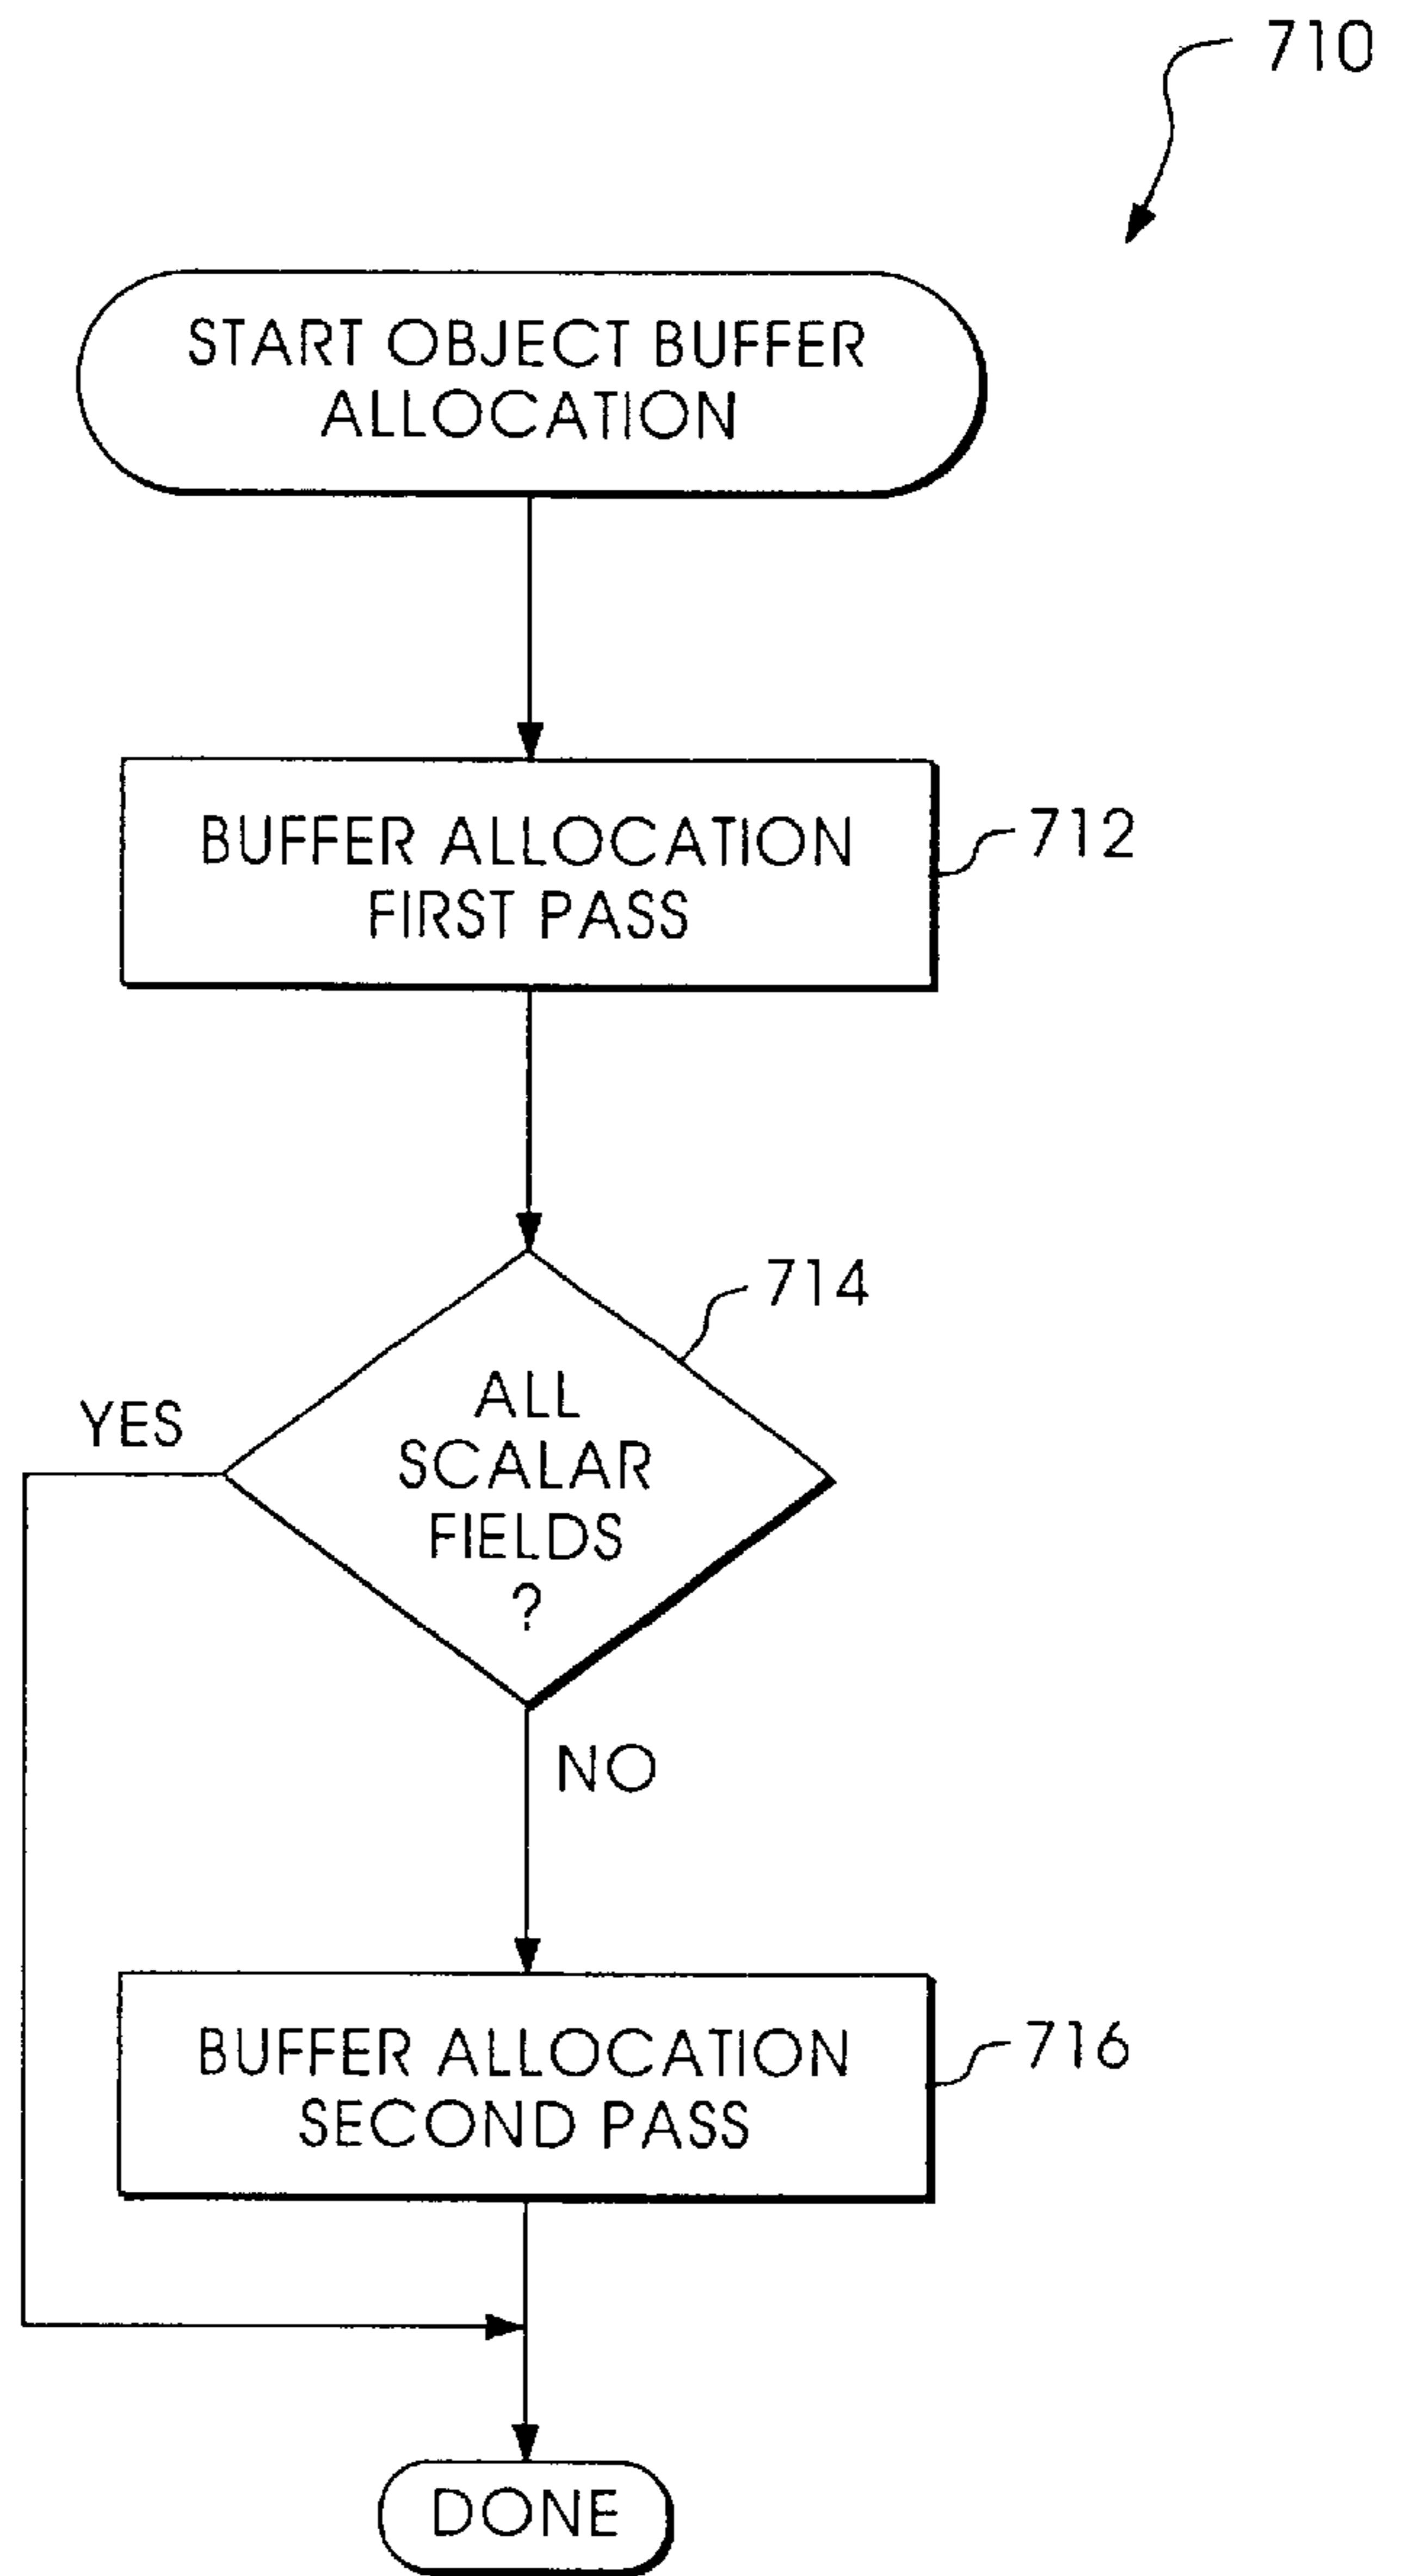 710
START OBJECT BUFFER
ALLOCATION
BUFFER ALLOCATION
FIRST PASS
712
714
ALL
SCALAR
FIELDS
?
YES
NO
BUFFER ALLOCATION
SECOND PASS
716
DONE